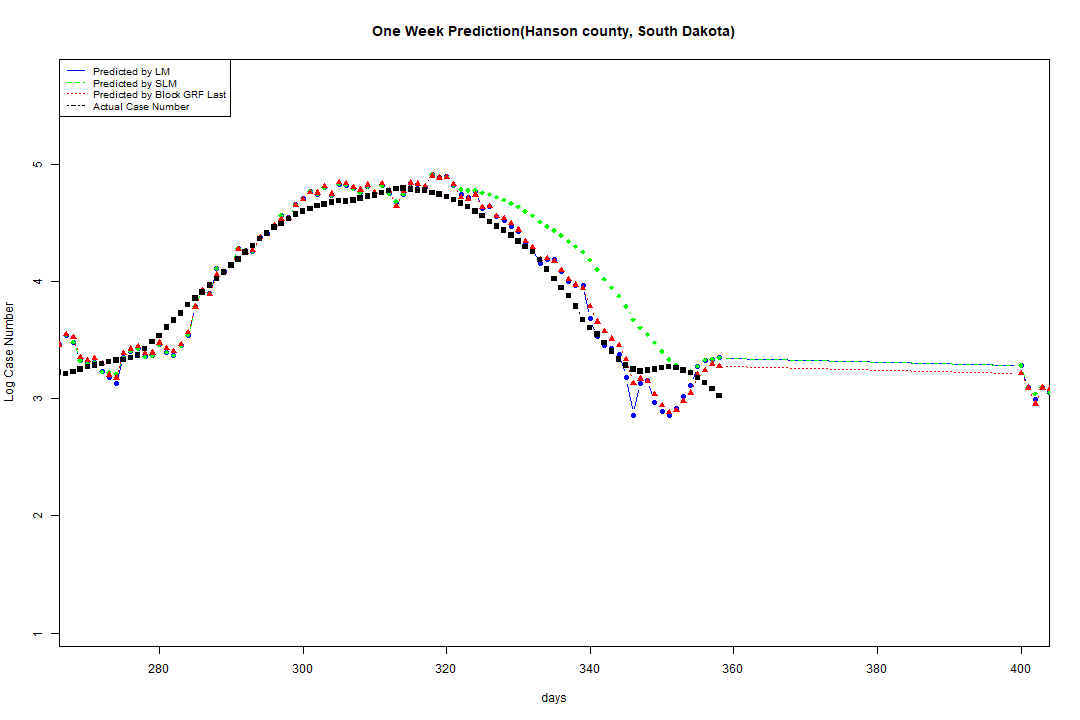 One Week Prediction(Hanson county, South Dakota)
Predicted by LM
Predicted by SLM
Predicted by Block GRF Last
Actual Case Number
5
4
3
2
1
Log Case Number
280 300 320 340 360 380 400
days